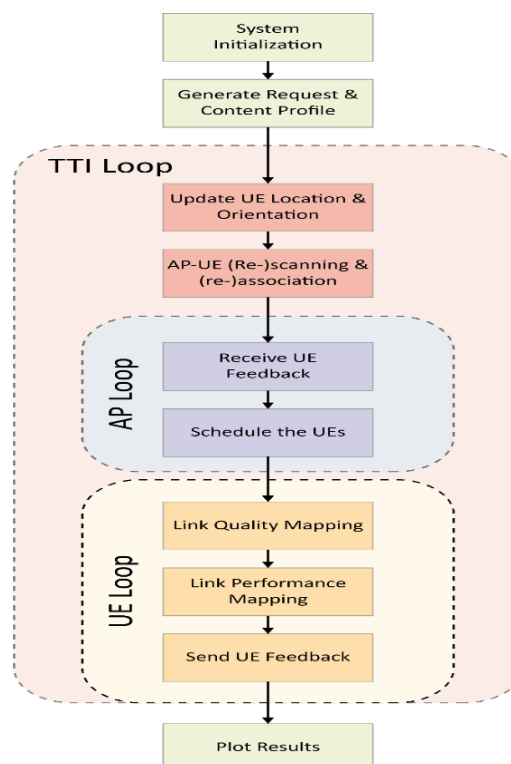 System
Initialization
Generate Request &
Content Profile
TTI Loop
Update UE Location &
Orientation
AP-UE (Re-)scanning &
(re-)association
AP Loop
Receive UE
Feedback
Schedule the UEs
UE Loop
Link Quality Mapping
Link Performance
Mapping
Send UE Feedback
Plot Results